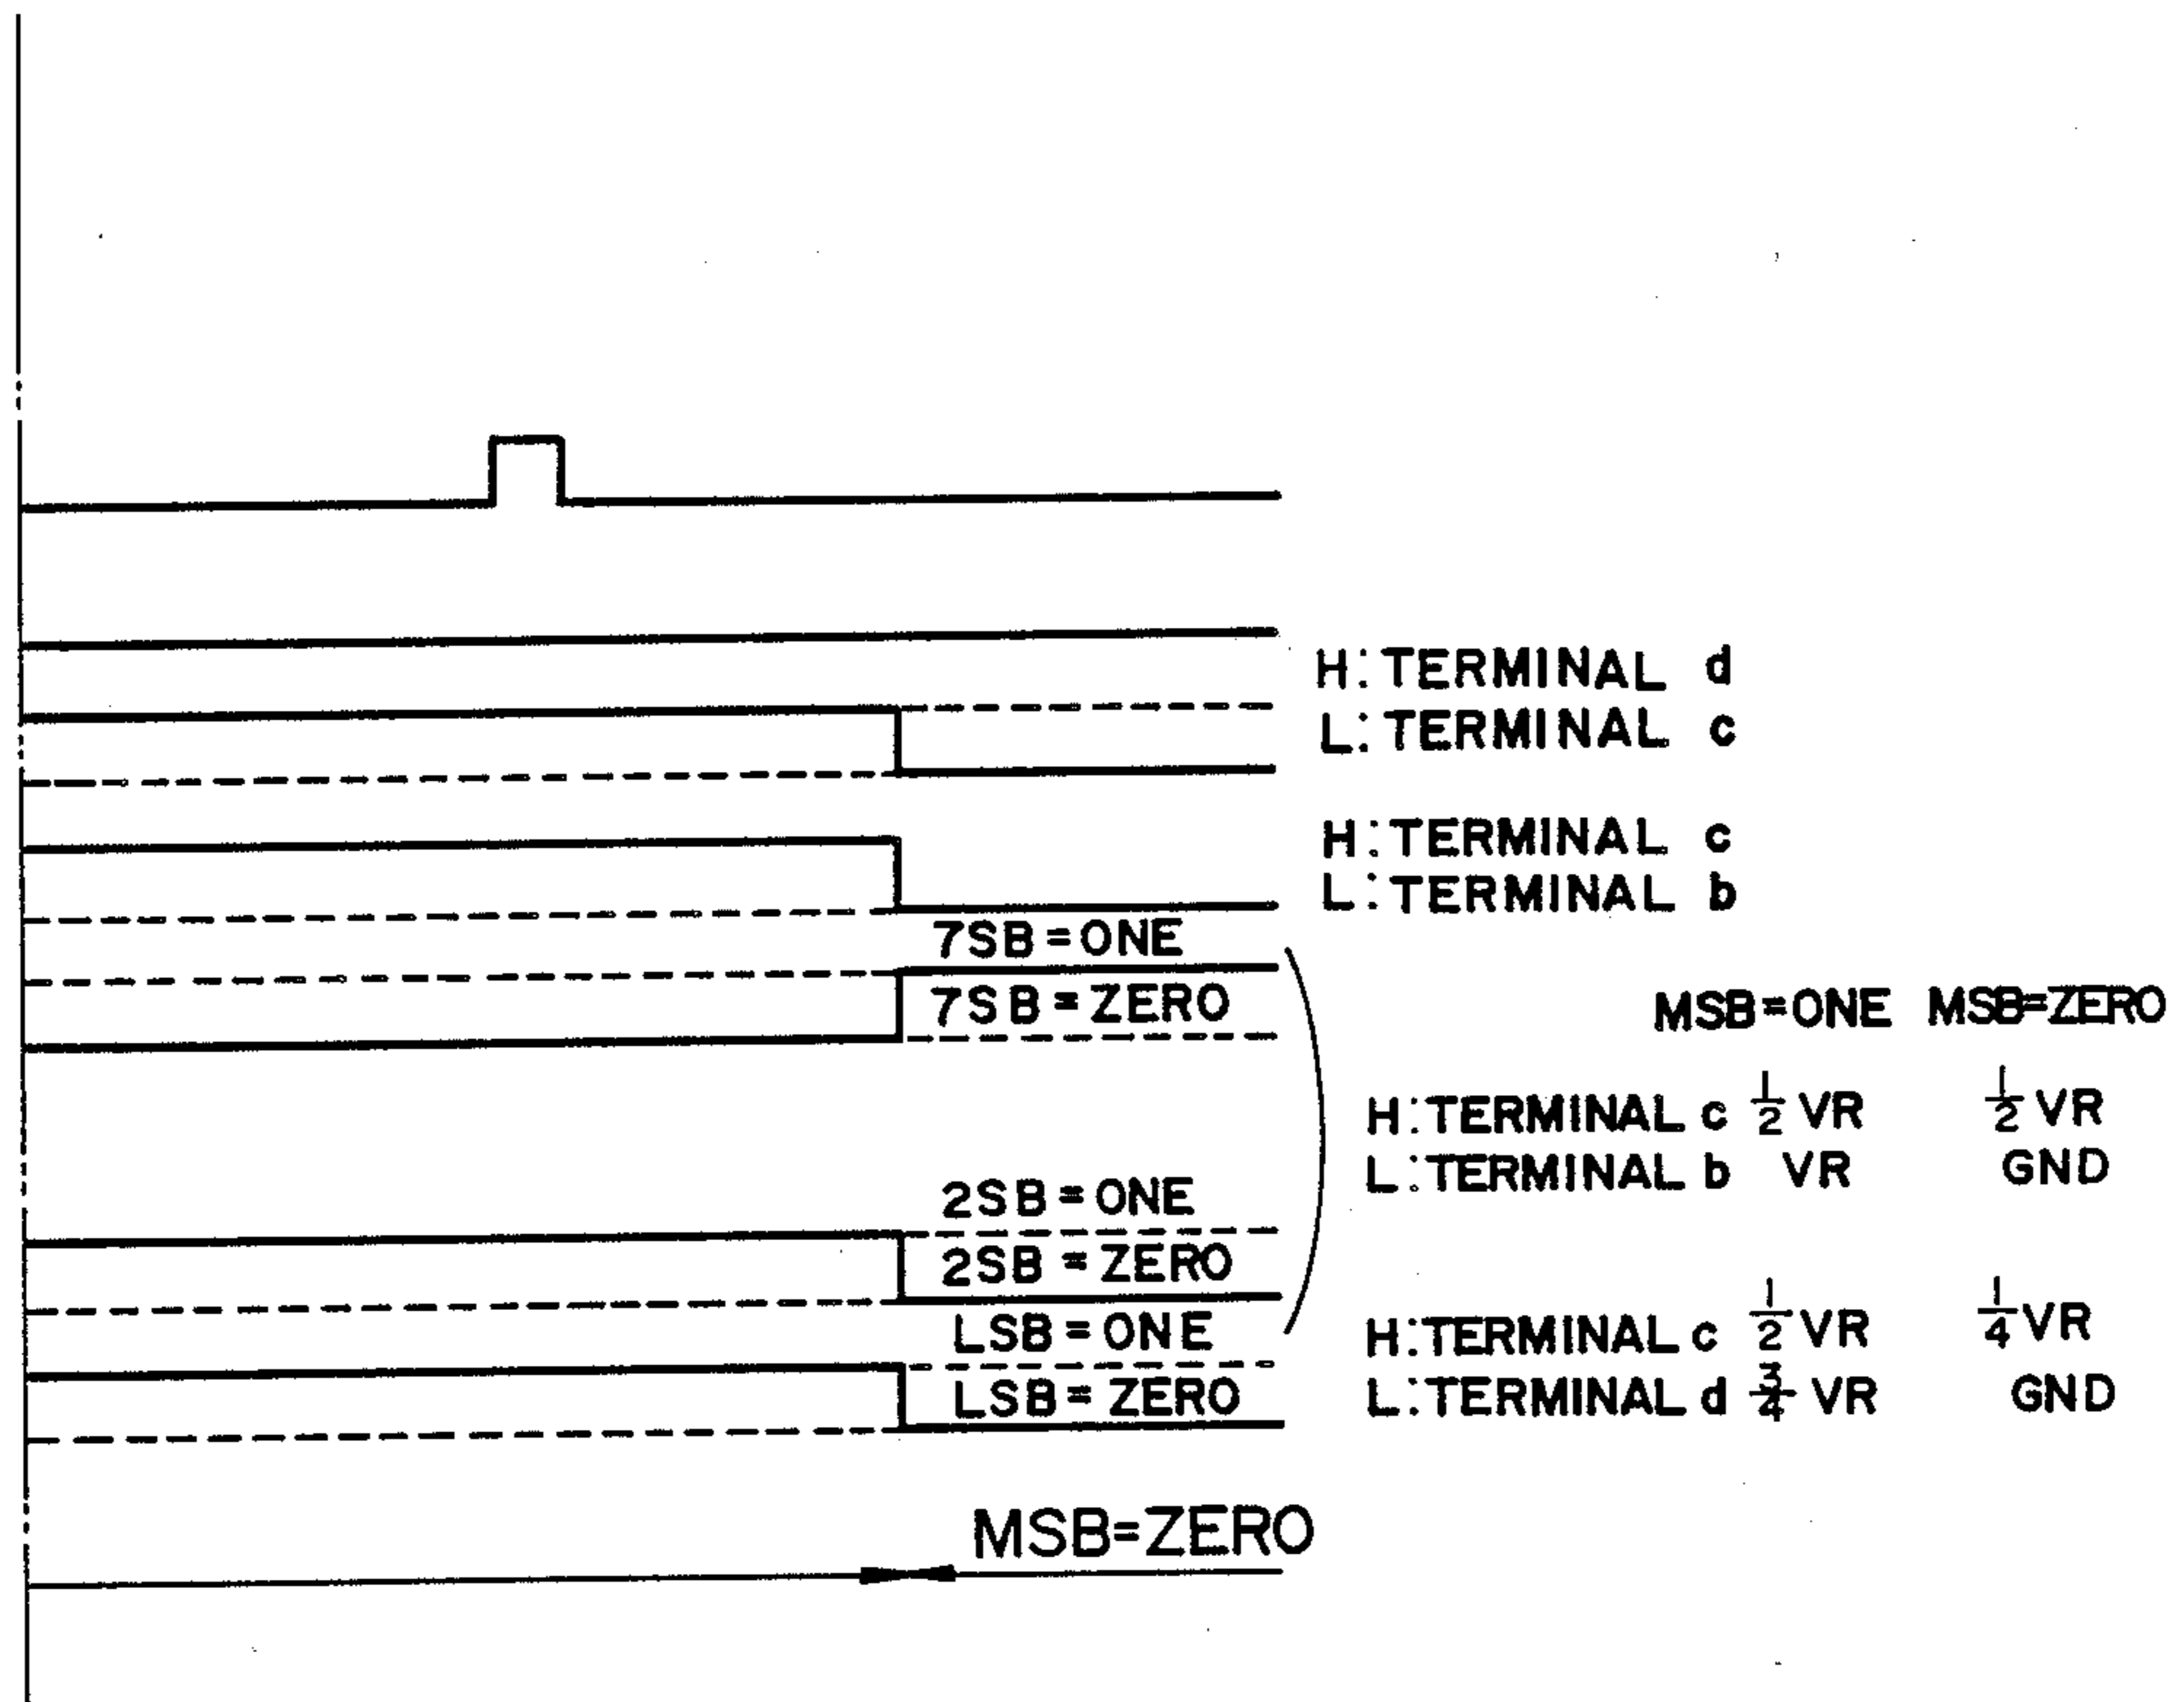 H:TERMINAL d
L:TERMINAL c
H:TERMINAL c
L:TERMINAL b
7SB=ONE
7SB=ZERO
MSB=ONE MSB=ZERO
H:TERMINAL c 1/2 VR 1/2 VR
L:TERMINAL b VR GND
2SB=ONE
2SB=ZERO
LSB=ONE
H:TERMINAL c 1/2 VR 1/4 VR
LSB=ZERO
L:TERMINAL d 3/4 VR GND
MSB=ZERO